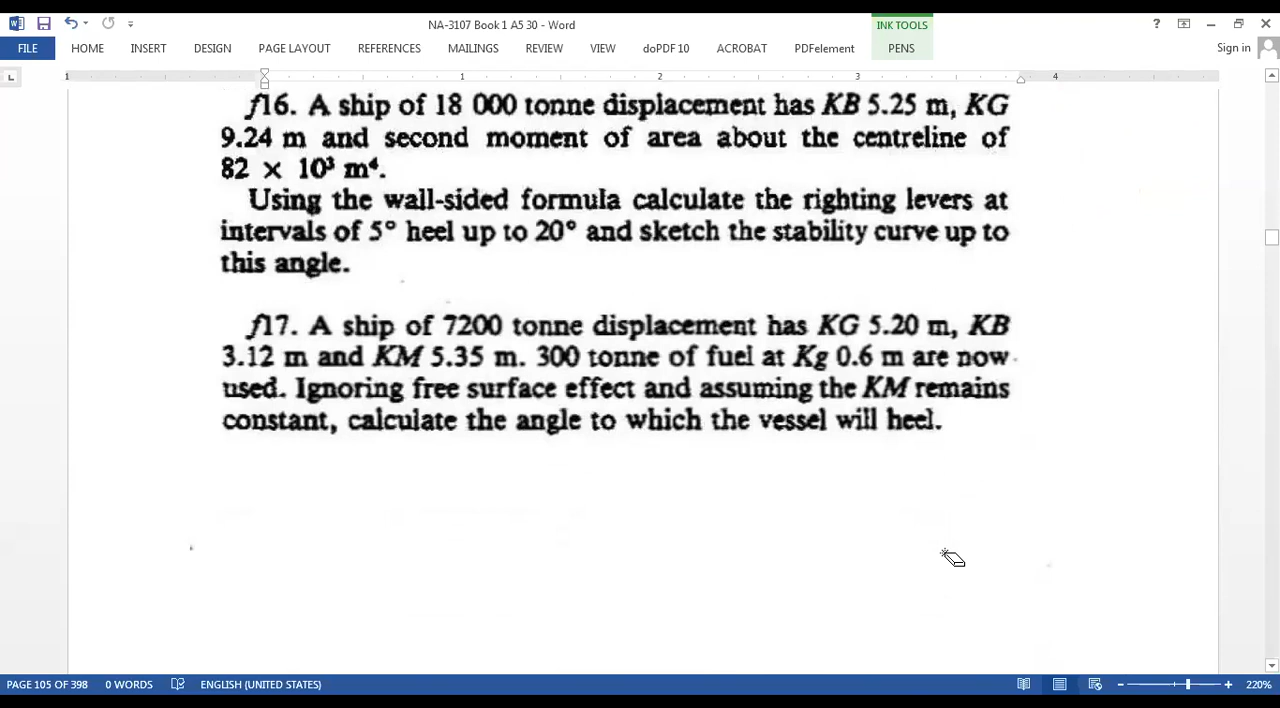 NA-3107 Book 1 A5 30 - Word
INK TOOLS
?
FILE HOME INSERT DESIGN PAGE LAYOUT REFERENCES MAILINGS REVIEW VIEW doPDF 10 ACROBAT PDFelement PENS Sign in
1 1 2 3 4
f16. A ship of 18 000 tonne displacement has KB 5.25 m, KG
9.24 m and second moment of area about the centreline of
82 × 10³ m⁴.
Using the wall-sided formula calculate the righting levers at
intervals of 5° heel up to 20° and sketch the stability curve up to
this angle.
f17. A ship of 7200 tonne displacement has KG 5.20 m, KB
3.12 m and KM 5.35 m. 300 tonne of fuel at Kg 0.6 m are now
used. Ignoring free surface effect and assuming the KM remains
constant, calculate the angle to which the vessel will heel.
PAGE 105 OF 398 0 WORDS ENGLISH (UNITED STATES) 220%